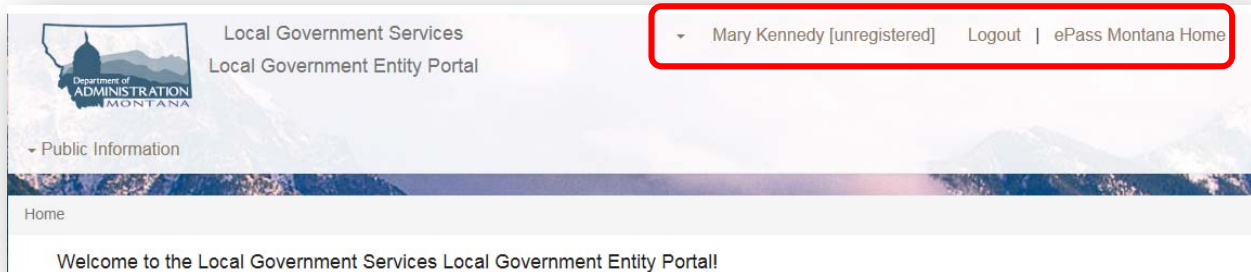 Department of
ADMINISTRATION
MONTANA
Local Government Services
Local Government Entity Portal
Mary Kennedy [unregistered] Logout | ePass Montana Home
Public Information
Home
Welcome to the Local Government Services Local Government Entity Portal!